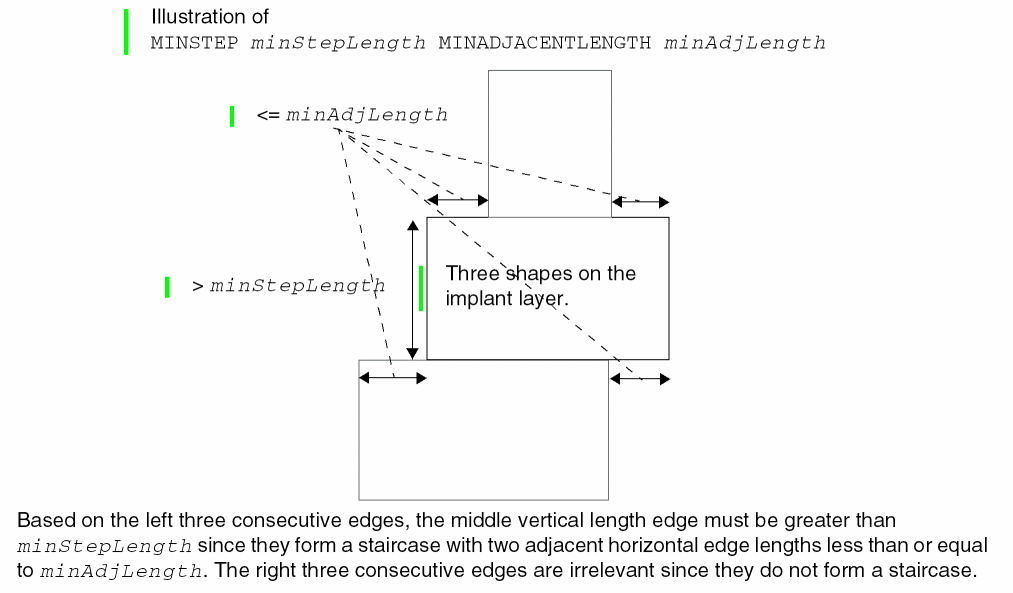 Illustration of
MINSTEP minStepLength MINADJACENTLENGTH minAdjLength
<= minAdjLength
> minStepLength
Three shapes on the
implant layer.
Based on the left three consecutive edges, the middle vertical length edge must be greater than
minStepLength since they form a staircase with two adjacent horizontal edge lengths less than or equal
to minAdjLength. The right three consecutive edges are irrelevant since they do not form a staircase.